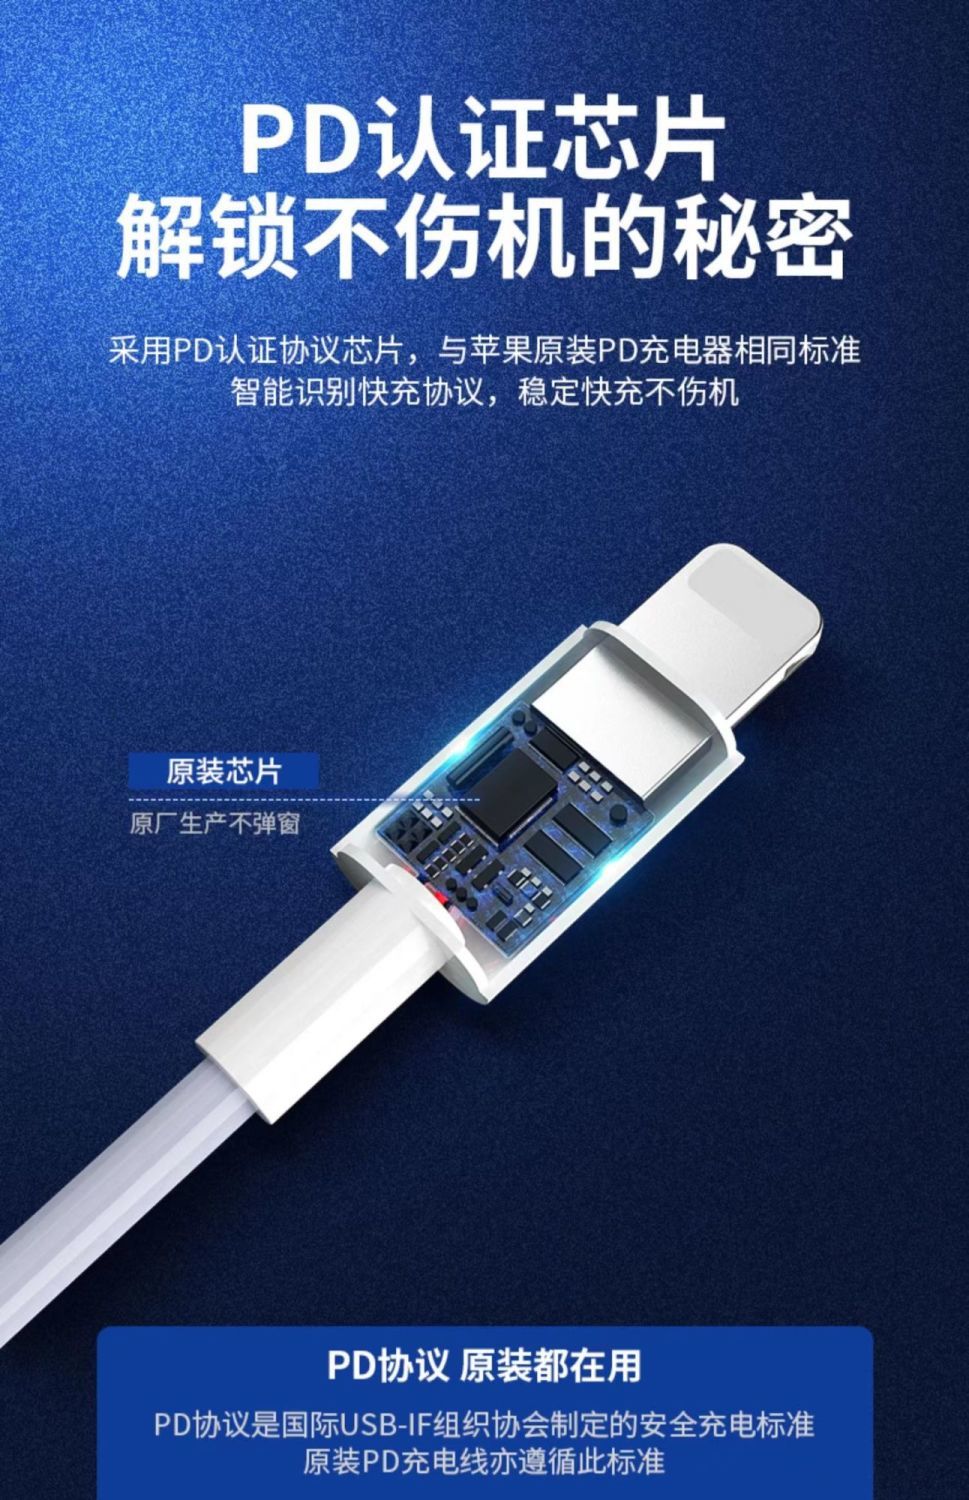 PD认证芯片
解锁不伤机的秘密
采用PD认证协议芯片，与苹果原装PD充电器相同标准
智能识别快充协议，稳定快充不伤机
原装芯片
原厂生产不弹窗
PD协议 原装都在用
PD协议是国际USB-IF组织协会制定的安全充电标准
原装PD充电线亦遵循此标准